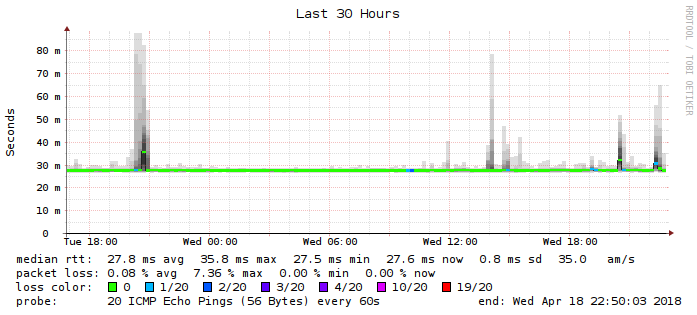 Last 30 Hours
RRDTOOL / TOBI OETIKER
Seconds
80 m
70 m
60 m
50 m
40 m
30 m
20 m
10 m
0
Tue 18:00 Wed 00:00 Wed 06:00 Wed 12:00 Wed 18:00
median rtt: 27.8 ms avg 35.8 ms max 27.5 ms min 27.6 ms now 0.8 ms sd 35.0 am/s
packet loss: 0.08 % avg 7.36 % max 0.00 % min 0.00 % now
loss color: 0 1/20 2/20 3/20 4/20 10/20 19/20
probe: 20 ICMP Echo Pings (56 Bytes) every 60s end: Wed Apr 18 22:50:03 2018